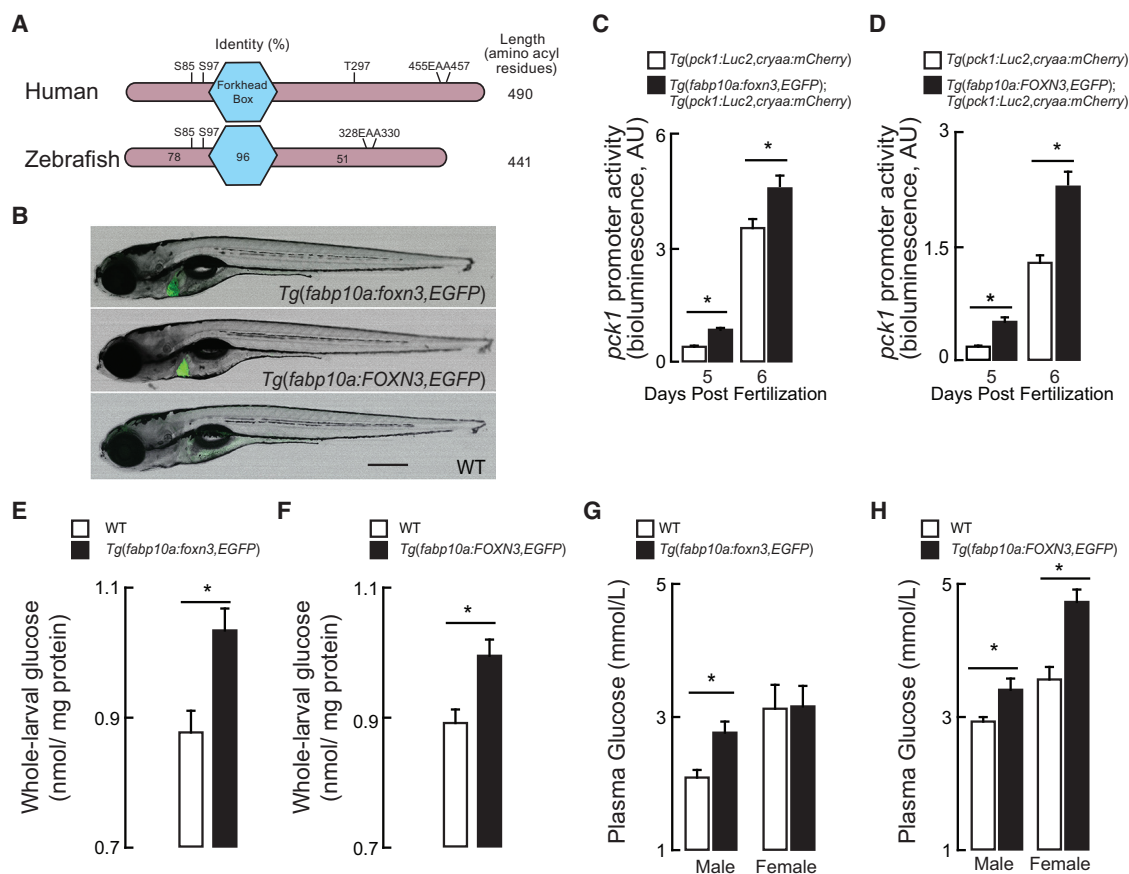 A
Identity (%)
Length
(amino acyl
residues)
S85 S97
T297
455EAA457
Human
Forkhead
Box
490
S85 S97
328EAA330
Zebrafish
78
96
51
441
B
Tg(fabp10a:foxn3,EGFP)
Tg(fabp10a:FOXN3,EGFP)
WT
C
Tg(pck1:Luc2,cryaa:mCherry)
Tg(fabp10a:foxn3,EGFP);
Tg(pck1:Luc2,cryaa:mCherry)
pck1 promoter activity
(bioluminescence, AU)
6
3
0
*
*
5 6
Days Post Fertilization
D
Tg(pck1:Luc2,cryaa:mCherry)
Tg(fabp10a:FOXN3,EGFP);
Tg(pck1:Luc2,cryaa:mCherry)
pck1 promoter activity
(bioluminescence, AU)
3
1.5
0
*
*
5 6
Days Post Fertilization
E
WT
Tg(fabp10a:foxn3,EGFP)
Whole-larval glucose
(nmol/ mg protein)
1.1
0.9
0.7
*
F
WT
Tg(fabp10a:FOXN3,EGFP)
Whole-larval glucose
(nmol/ mg protein)
1.1
0.9
0.7
*
G
WT
Tg(fabp10a:foxn3,EGFP)
Plasma Glucose (mmol/L)
5
3
1
*
Male Female
H
WT
Tg(fabp10a:FOXN3,EGFP)
Plasma Glucose (mmol/L)
5
3
1
*
*
Male Female